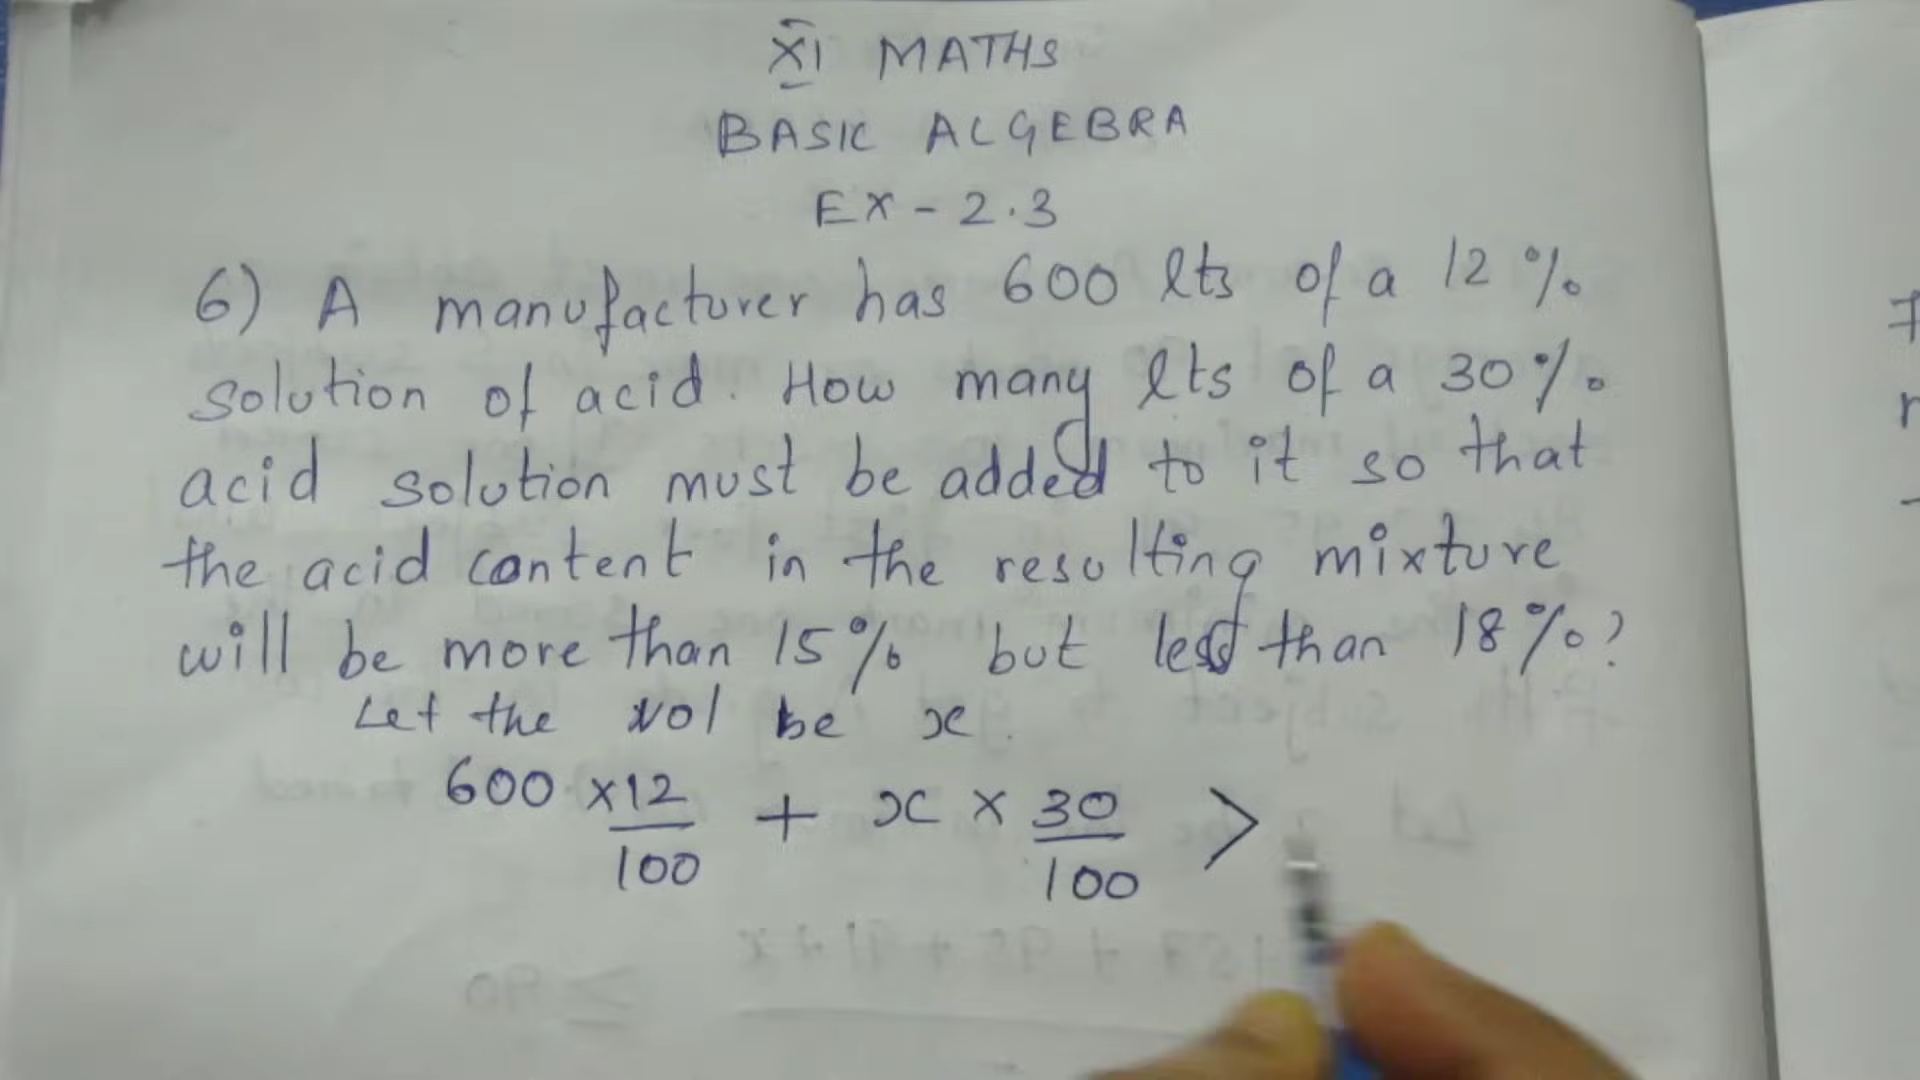 XI MATHS
BASIC ALGEBRA
EX - 2.3
6) A manufacturer has 600 lts of a 12 %
solution of acid. How many lts of a 30%
acid solution must be added to it so that
the acid content in the resulting mixture
will be more than 15% but less than 18%?
Let the vol be x.
600 × 12/100 + x × 30/100 >